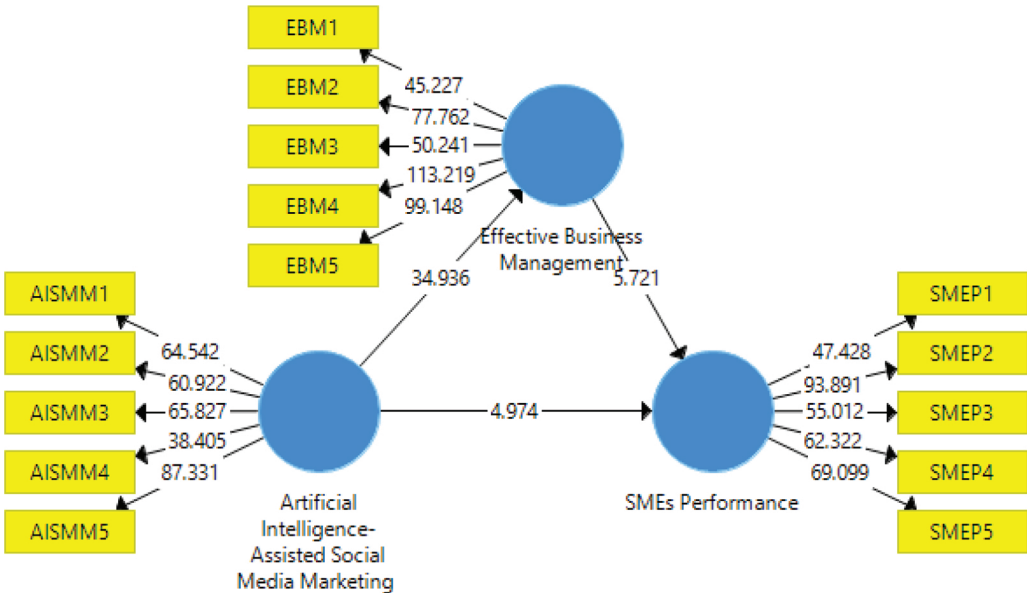 EBM1
EBM2
EBM3
EBM4
EBM5
45.227
77.762
50.241
113.219
99.148
Effective Business
Management
34.936
5.721
AISMM1
AISMM2
AISMM3
AISMM4
AISMM5
64.542
60.922
65.827
38.405
87.331
4.974
Artificial
Intelligence-
Assisted Social
Media Marketing
SMEs Performance
47.428
93.891
55.012
62.322
69.099
SMEP1
SMEP2
SMEP3
SMEP4
SMEP5